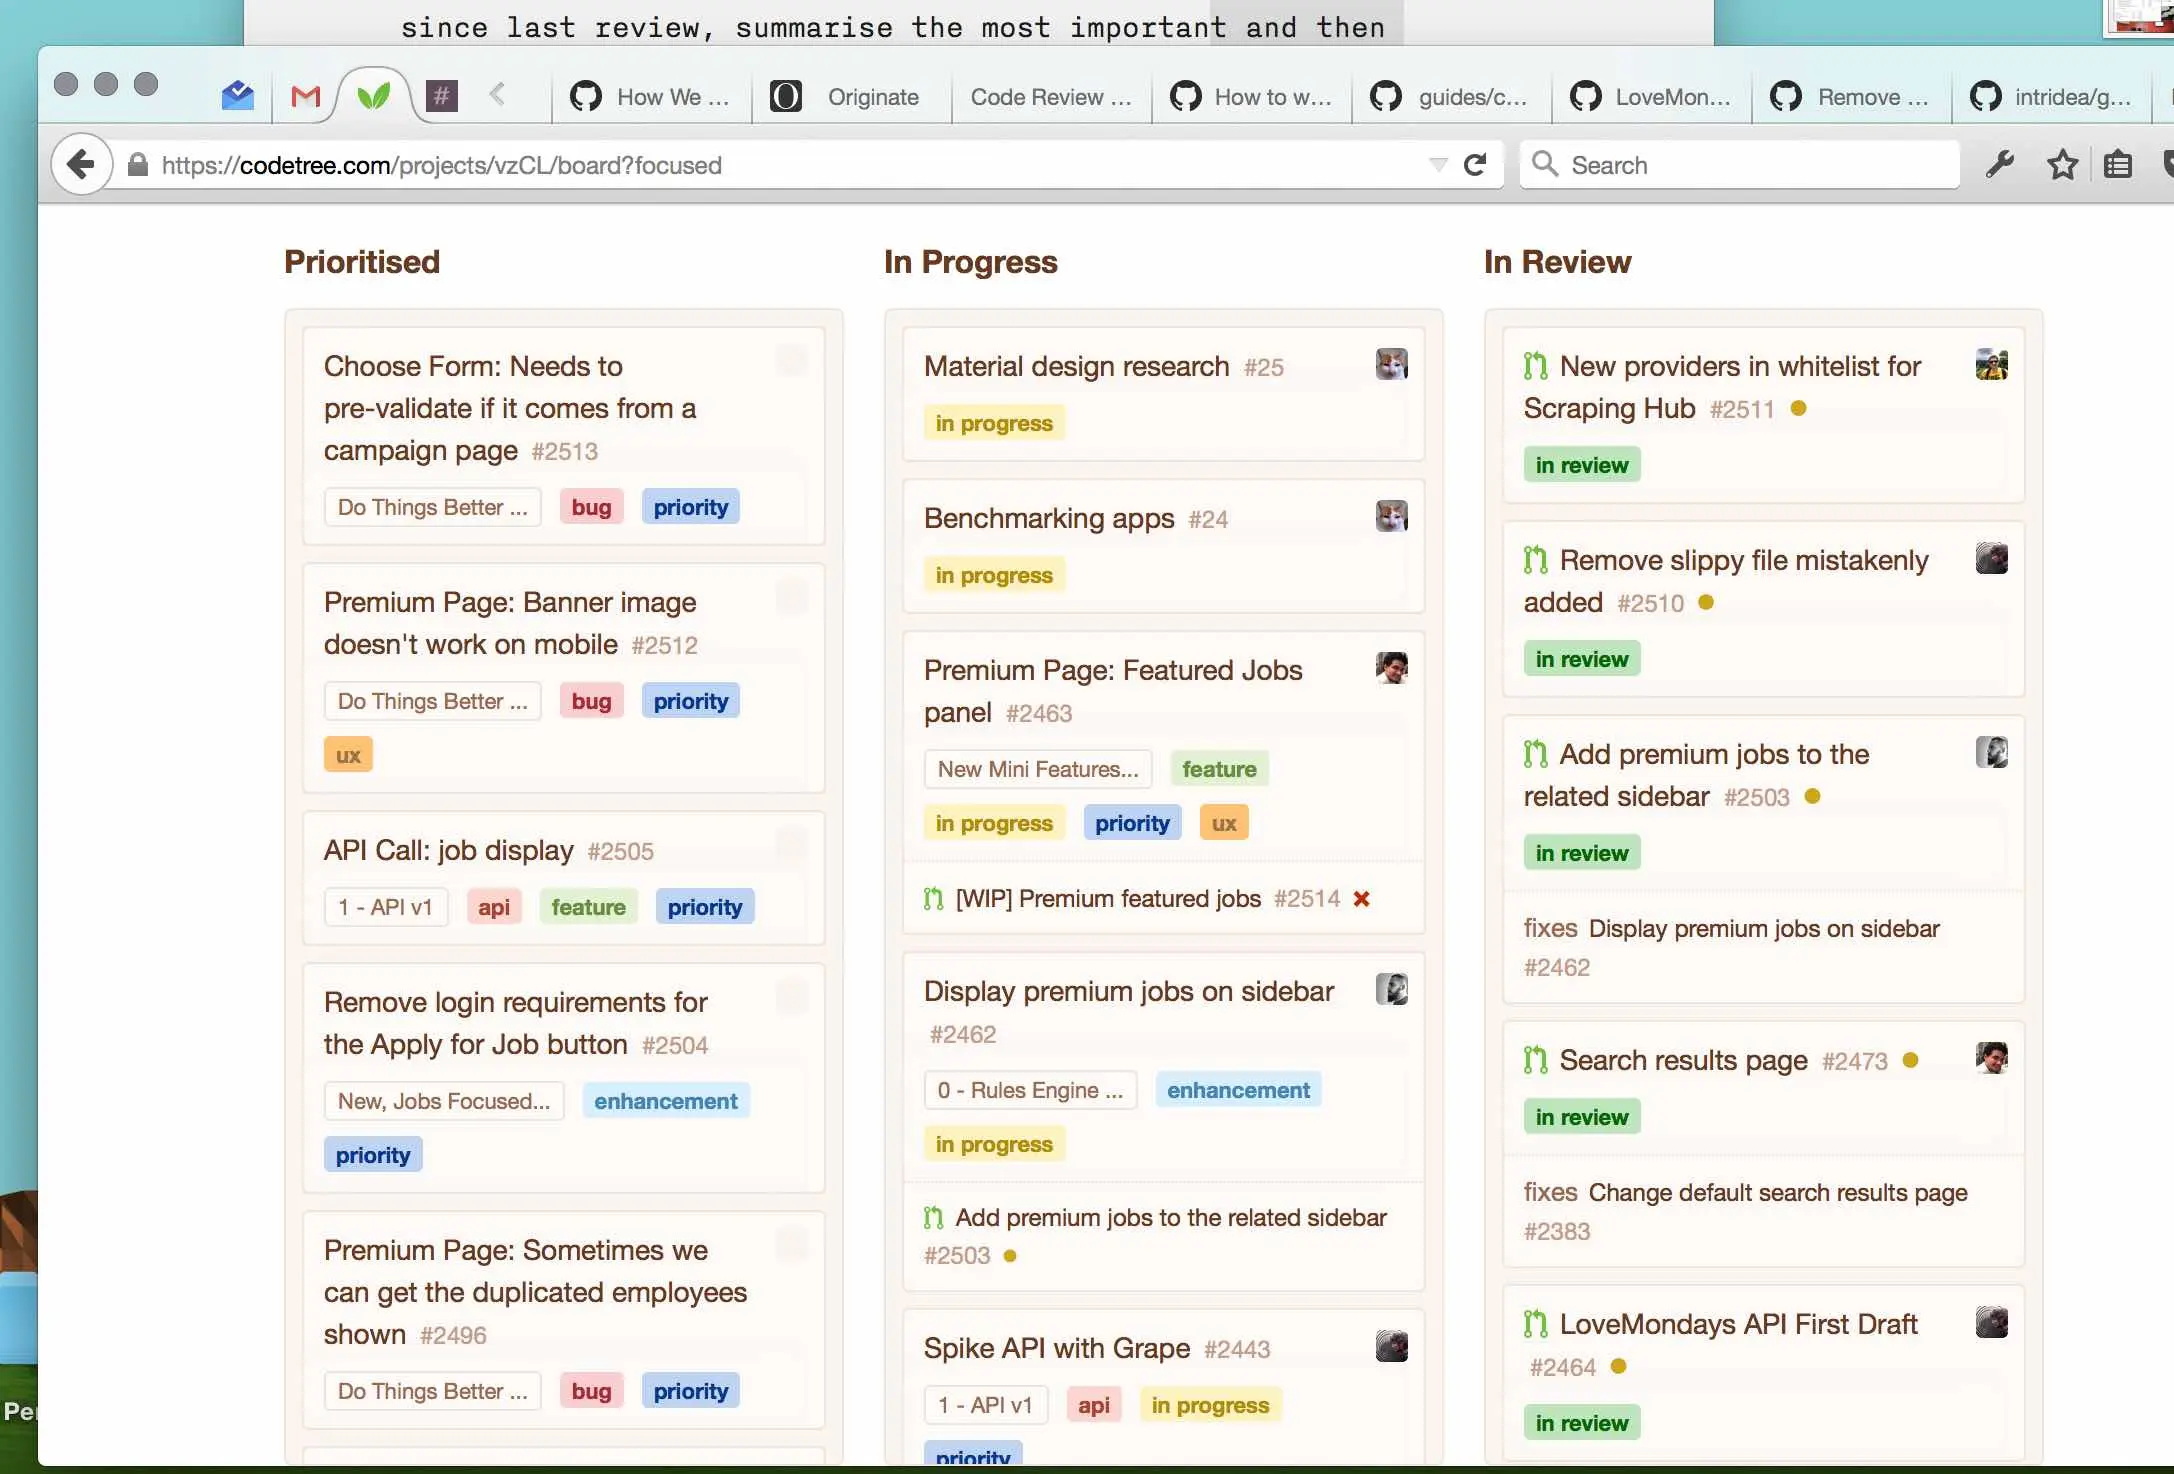 since last review, summarise the most important and then
#
How We ...
Originate
Code Review ...
How to w...
guides/c...
LoveMon...
Remove ...
intridea/g...
https://codetree.com/projects/vzCL/board?focused
Search
Prioritised
Choose Form: Needs to
pre-validate if it comes from a
campaign page #2513
Do Things Better ... bug priority
Premium Page: Banner image
doesn't work on mobile #2512
Do Things Better ... bug priority
ux
API Call: job display #2505
1 - API v1 api feature priority
Remove login requirements for
the Apply for Job button #2504
New, Jobs Focused... enhancement
priority
Premium Page: Sometimes we
can get the duplicated employees
shown #2496
Do Things Better ... bug priority
In Progress
Material design research #25
in progress
Benchmarking apps #24
in progress
Premium Page: Featured Jobs
panel #2463
New Mini Features... feature
in progress priority ux
[WIP] Premium featured jobs #2514
Display premium jobs on sidebar
#2462
0 - Rules Engine ... enhancement
in progress
Add premium jobs to the related sidebar
#2503
Spike API with Grape #2443
1 - API v1 api in progress
priority
In Review
New providers in whitelist for
Scraping Hub #2511
in review
Remove slippy file mistakenly
added #2510
in review
Add premium jobs to the
related sidebar #2503
in review
fixes Display premium jobs on sidebar
#2462
Search results page #2473
in review
fixes Change default search results page
#2383
LoveMondays API First Draft
#2464
in review